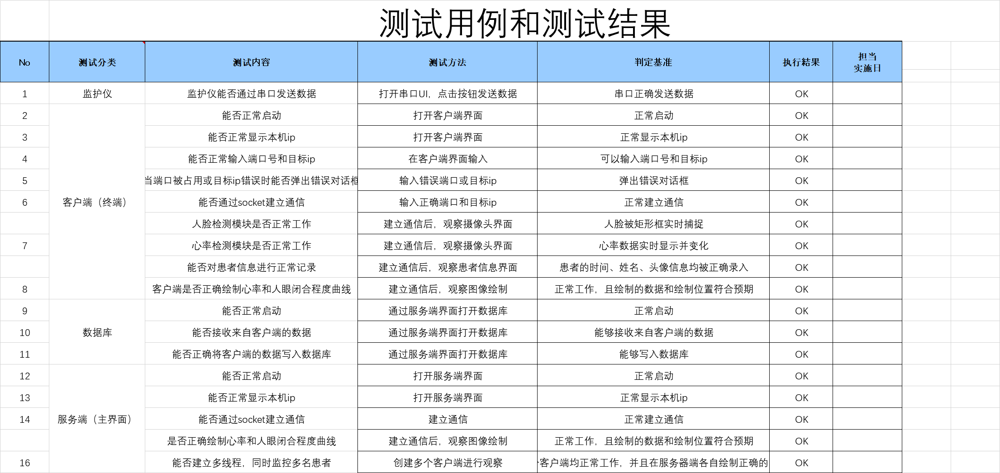 测试用例和测试结果
No 测试分类 测试内容 测试方法 判定基准 执行結果 担当
实施日
1 监护仪 监护仪能否通过串口发送数据 打开串口UI，点击按钮发送数据 串口正确发送数据 OK
2 能否正常启动 打开客户端界面 正常启动 OK
3 能否正常显示本机ip 打开客户端界面 正常显示本机ip OK
4 能否正常输入端口号和目标ip 在客户端界面输入 可以输入端口号和目标ip OK
5 当端口被占用或目标ip错误时能否弹出错误对话框 输入错误端口或目标ip 弹出错误对话框 OK
6 客户端（终端） 能否通过socket建立通信 输入正确端口和目标ip 正常建立通信 OK
人脸检测模块是否正常工作 建立通信后，观察摄像头界面 人脸被矩形框实时捕捉 OK
7 心率检测模块是否正常工作 建立通信后，观察摄像头界面 心率数据实时显示并变化 OK
能否对患者信息进行正常记录 建立通信后，观察患者信息界面 患者的时间、姓名、头像信息均被正确录入 OK
8 客户端是否正确绘制心率和人眼闭合程度曲线 建立通信后，观察图像绘制 正常工作，且绘制的数据和绘制位置符合预期 OK
9 能否正常启动 通过服务端界面打开数据库 正常启动 OK
10 数据库 能否接收来自客户端的数据 通过服务端界面打开数据库 能够接收来自客户端的数据 OK
11 能否正确将客户端的数据写入数据库 通过服务端界面打开数据库 能够写入数据库 OK
12 能否正常启动 打开服务端界面 正常启动 OK
13 能否正常显示本机ip 打开服务端界面 正常显示本机ip OK
14 服务端（主界面） 能否通过socket建立通信 建立通信 正常建立通信 OK
是否正确绘制心率和人眼闭合程度曲线 建立通信后，观察图像绘制 正常工作，且绘制的数据和绘制位置符合预期 OK
16 能否建立多线程，同时监控多名患者 创建多个客户端进行观察 客户端均正常工作，并且在服务器端各自绘制正确的 OK